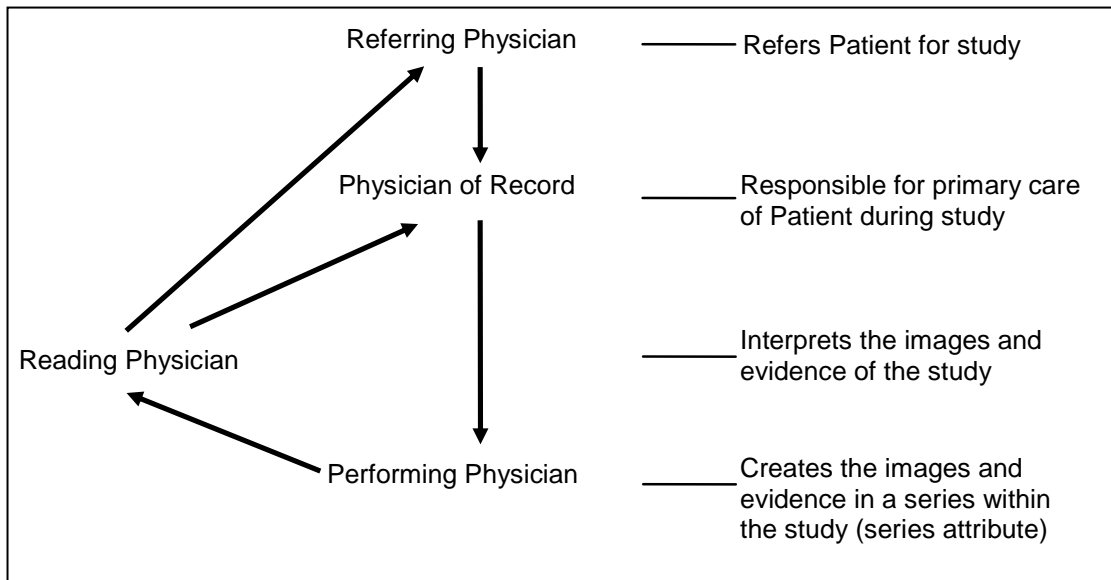 Referring Physician
Refers Patient for study
Physician of Record
Responsible for primary care
of Patient during study
Reading Physician
Interprets the images and
evidence of the study
Performing Physician
Creates the images and
evidence in a series within
the study (series attribute)